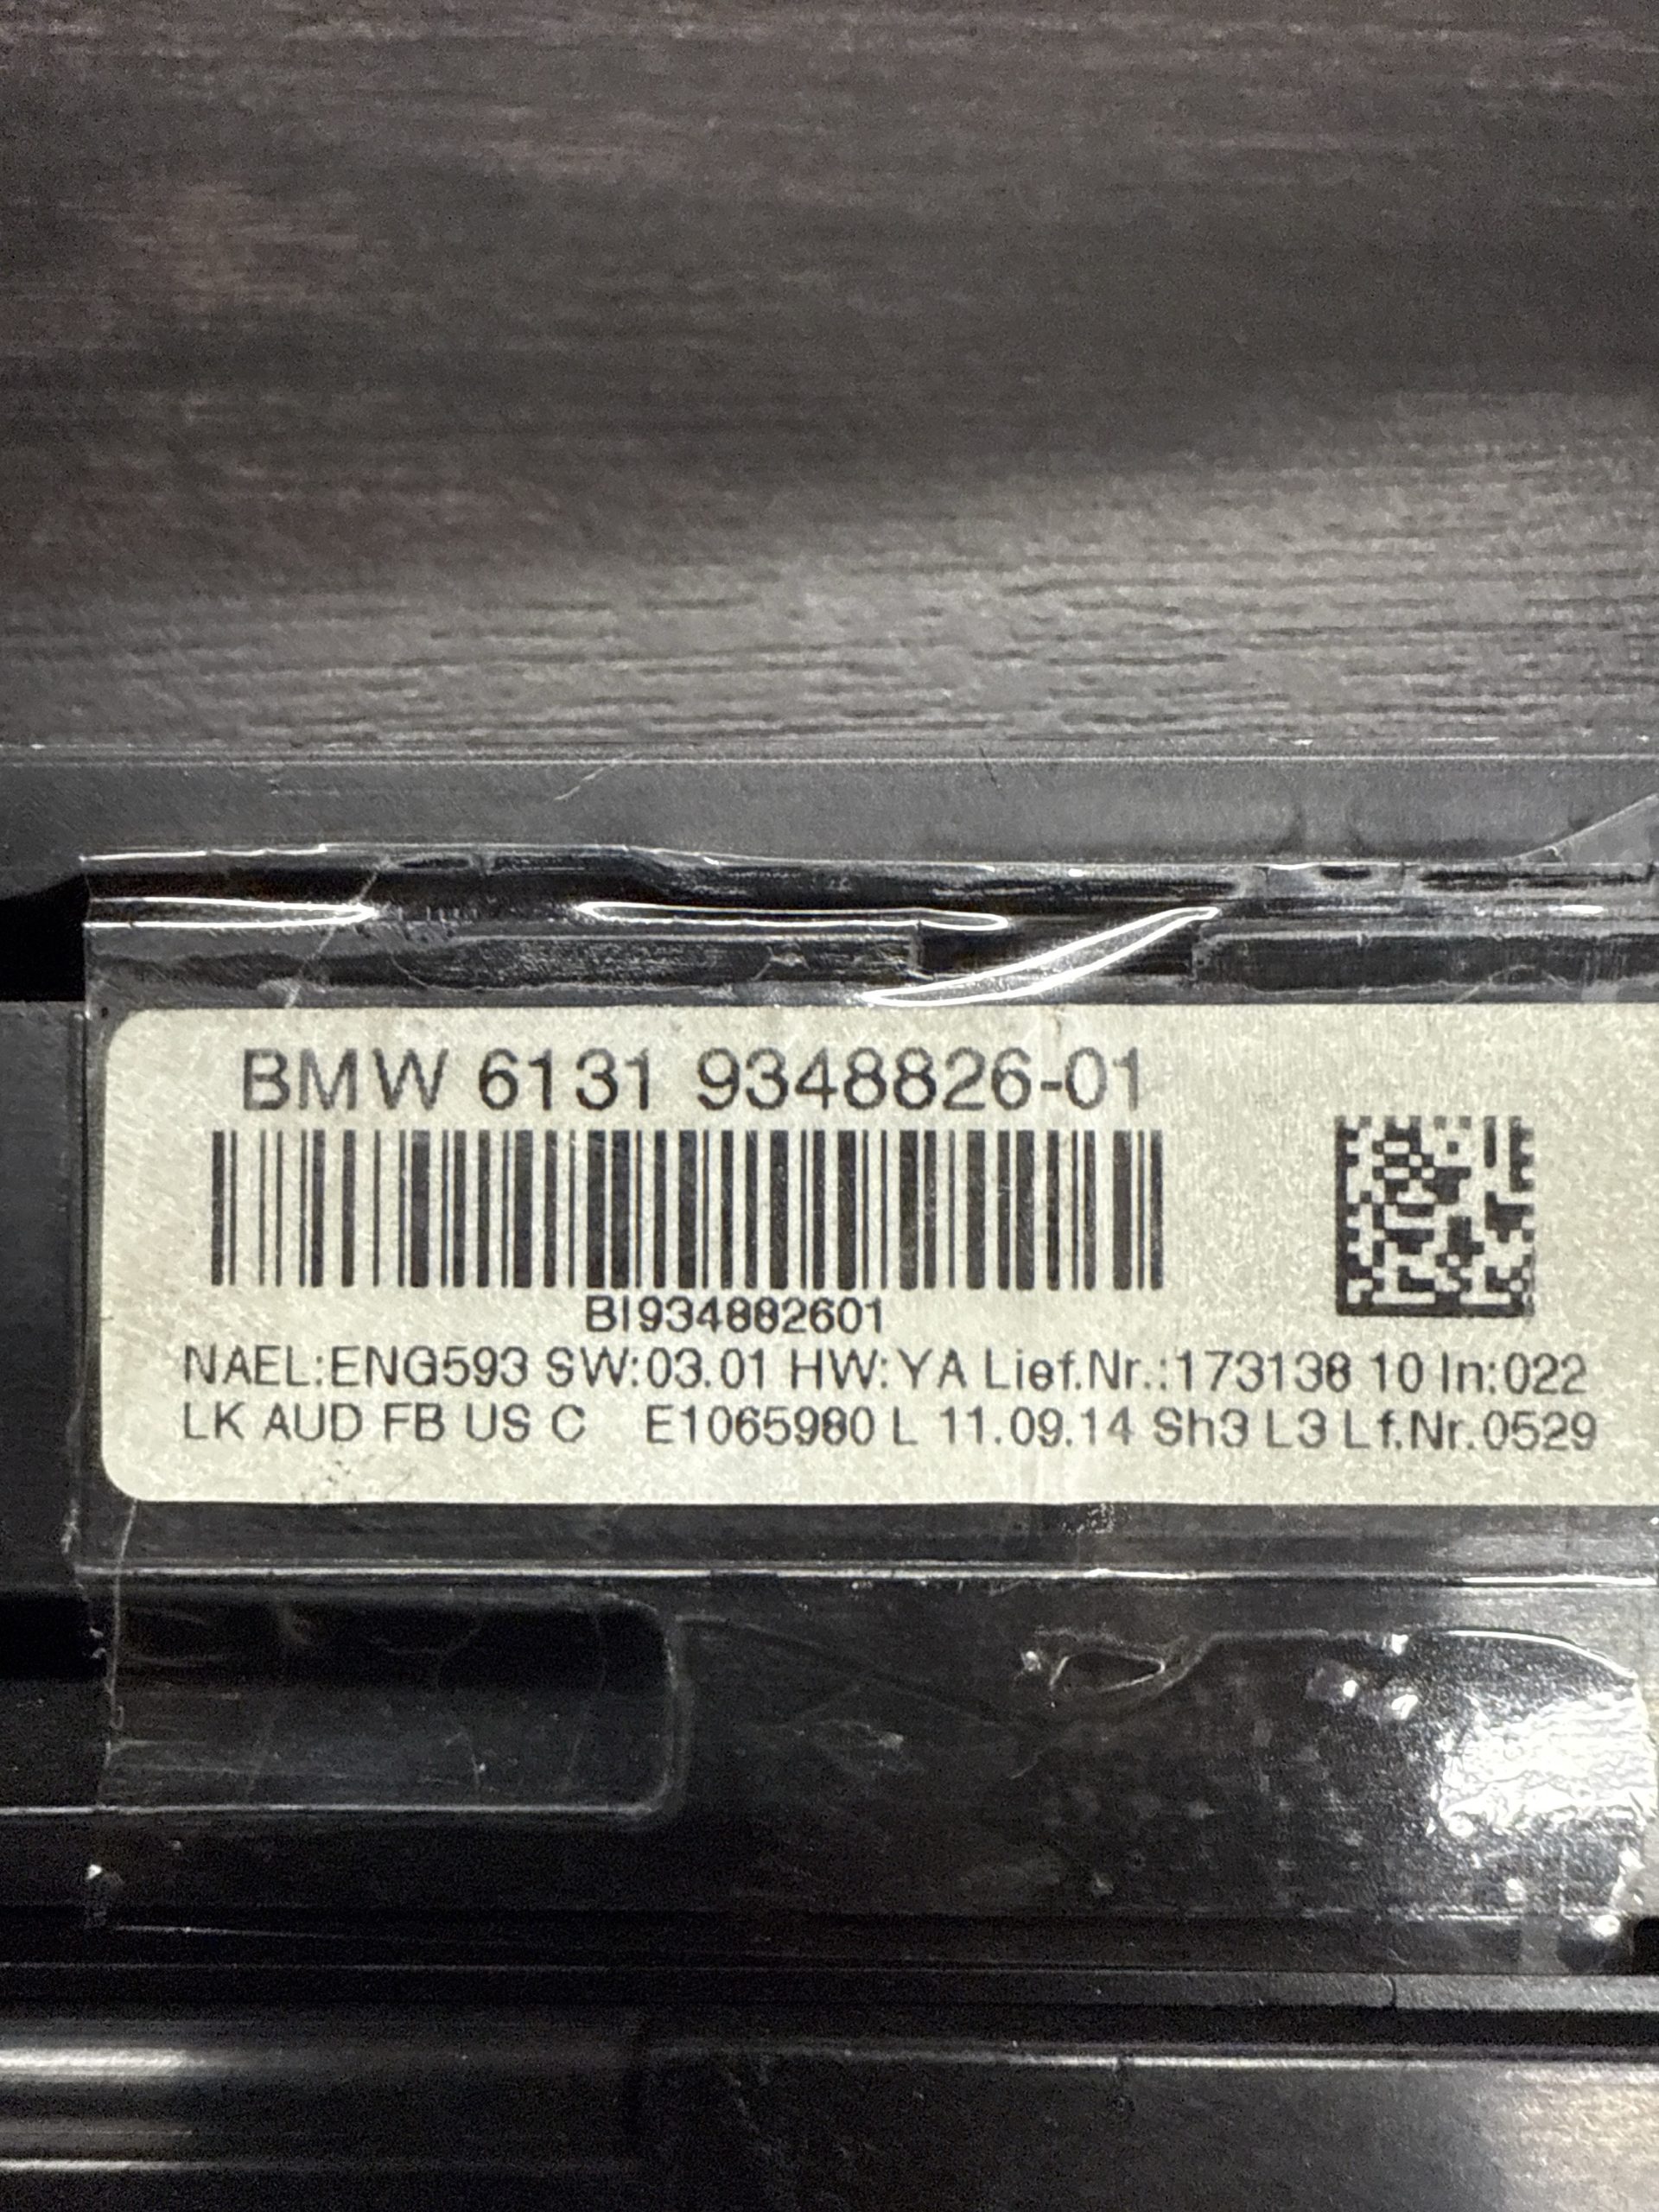 BMW 6131 9348826-01
BI934882601
NAEL:ENG593 SW:03.01 HW:YA Lief.Nr.:173138 10 In:022
LK AUD FB US C E1065980 L 11.09.14 Sh3 L3 Lf.Nr.0529